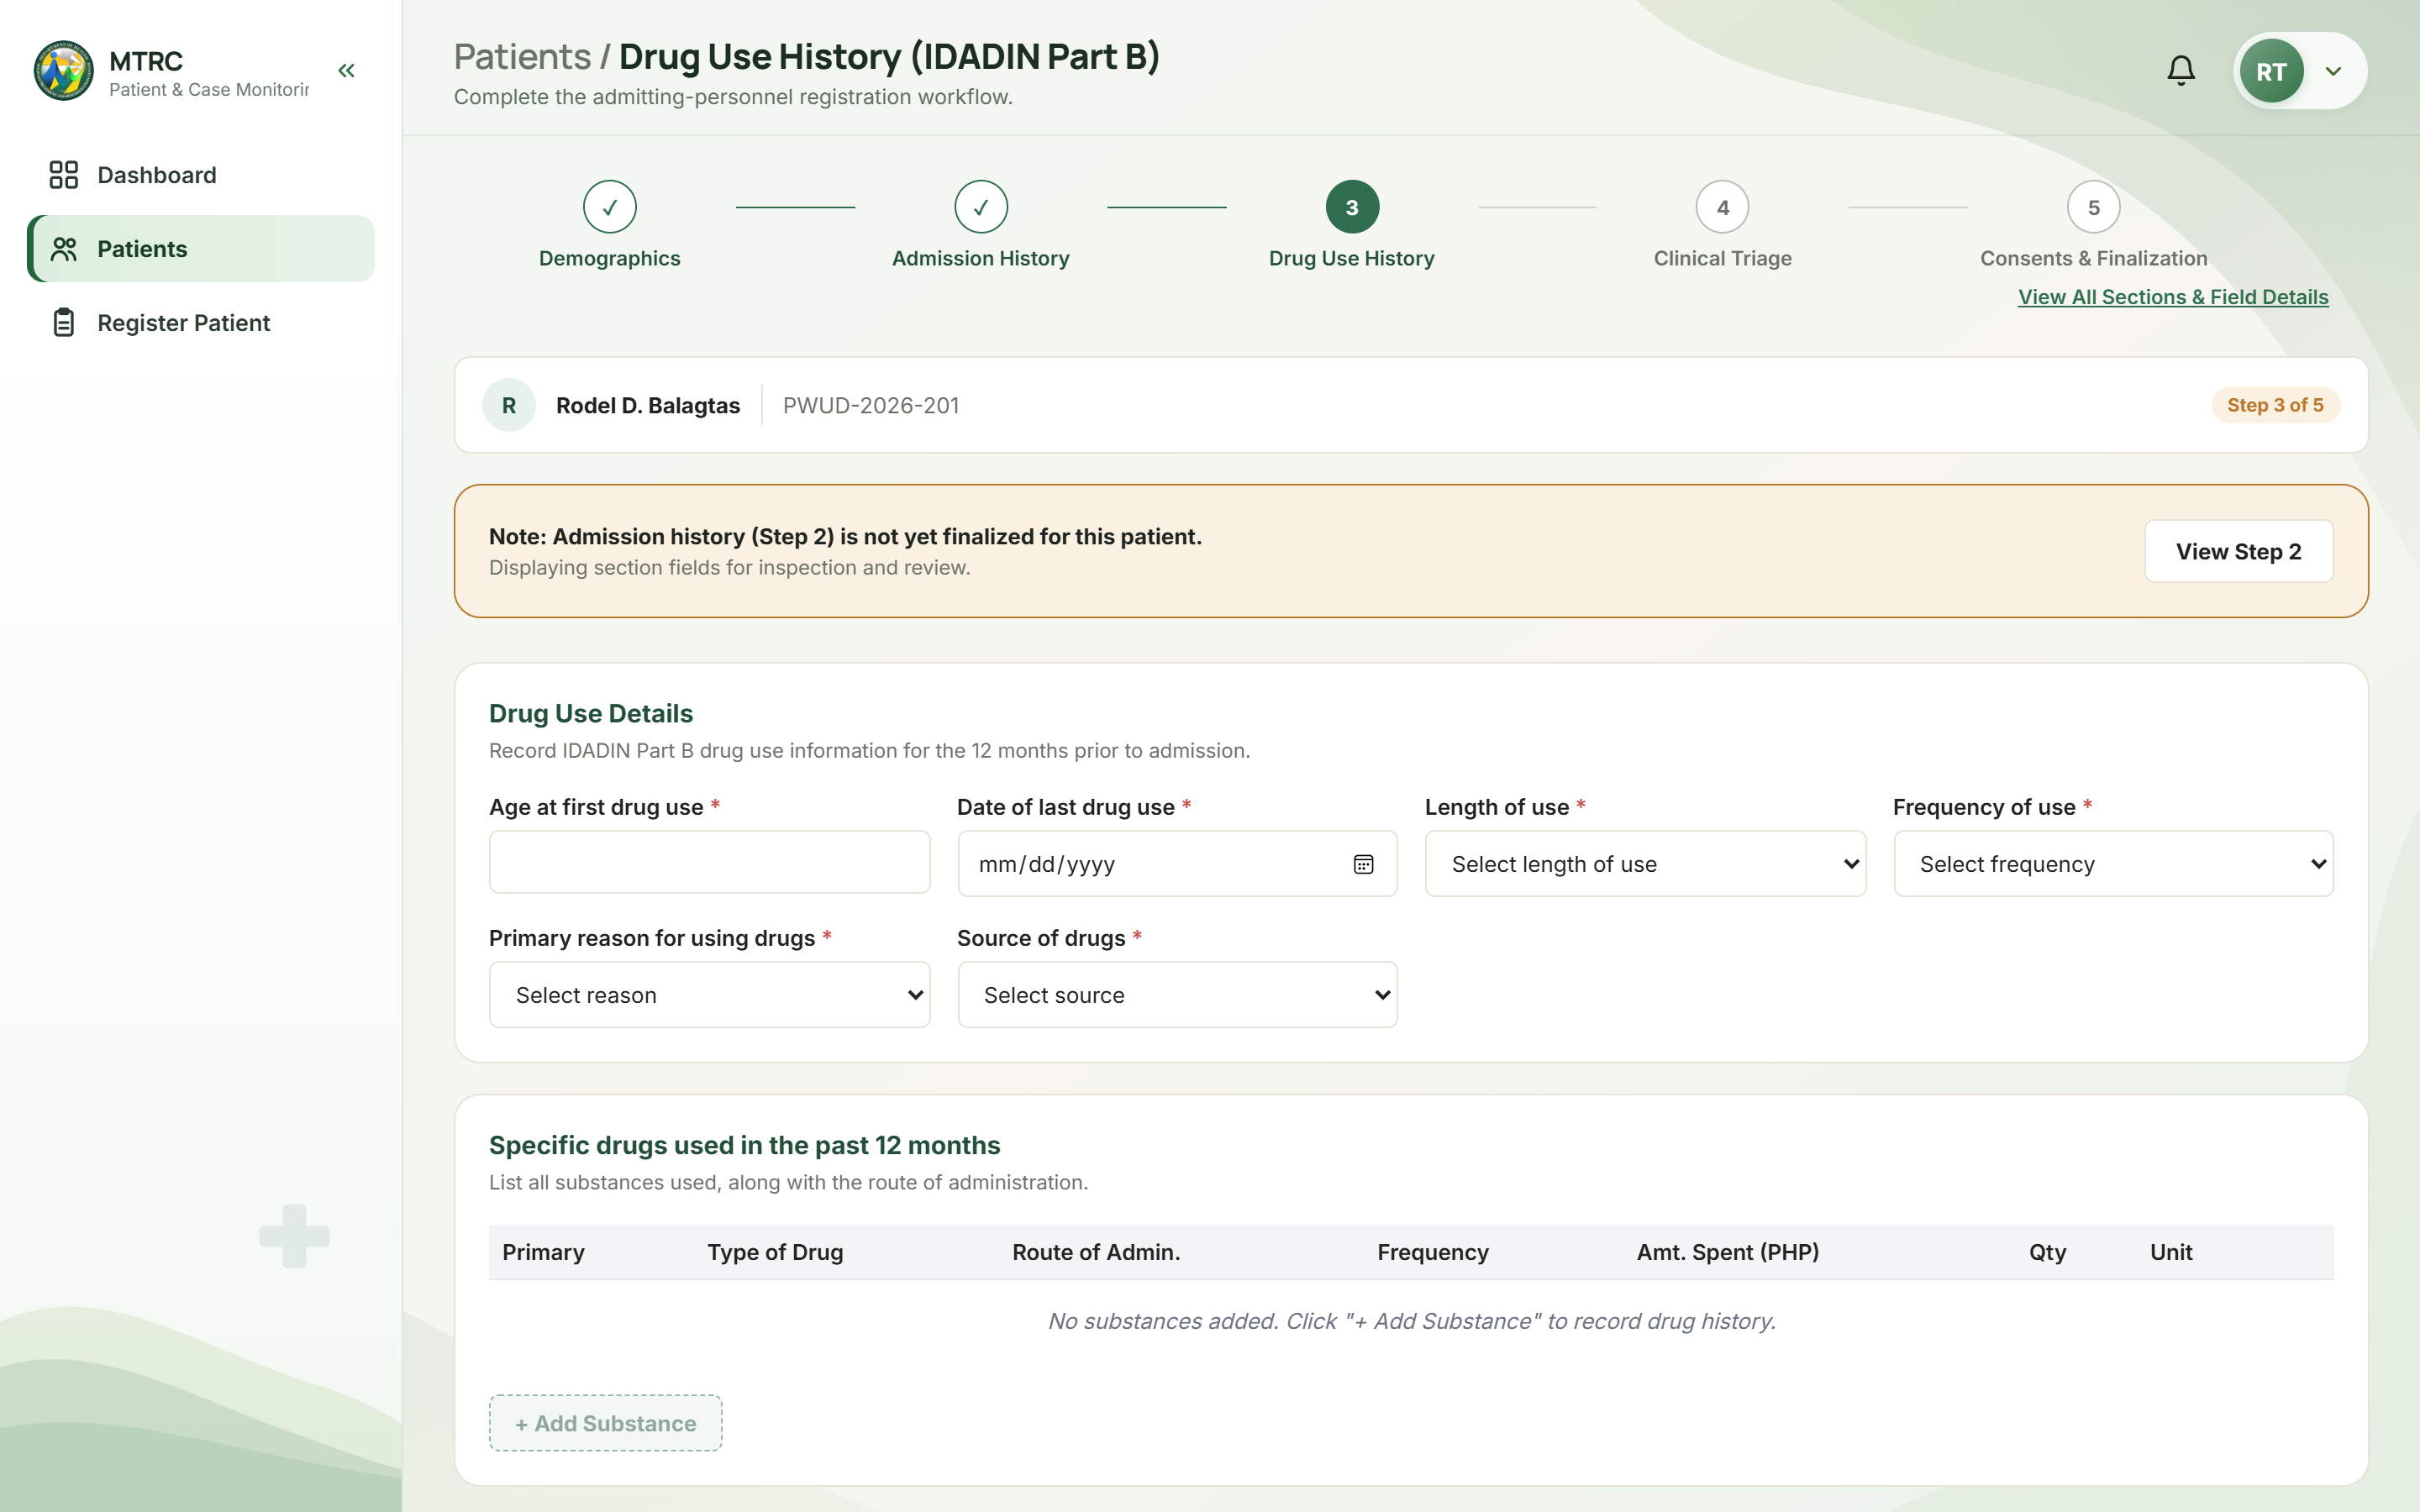 MTRC
Patient & Case Monitorir
Dashboard
Patients
Register Patient
Patients / Drug Use History (IDADIN Part B)
Complete the admitting-personnel registration workflow.
RT
✓
Demographics
✓
Admission History
3
Drug Use History
4
Clinical Triage
5
Consents & Finalization
View All Sections & Field Details
R
Rodel D. Balagtas
PWUD-2026-201
Step 3 of 5
Note: Admission history (Step 2) is not yet finalized for this patient.
Displaying section fields for inspection and review.
View Step 2
Drug Use Details
Record IDADIN Part B drug use information for the 12 months prior to admission.
Age at first drug use *
Date of last drug use *
mm/dd/yyyy
Length of use *
Select length of use
Frequency of use *
Select frequency
Primary reason for using drugs *
Select reason
Source of drugs *
Select source
Specific drugs used in the past 12 months
List all substances used, along with the route of administration.
Primary Type of Drug Route of Admin. Frequency Amt. Spent (PHP) Qty Unit
No substances added. Click "+ Add Substance" to record drug history.
+ Add Substance